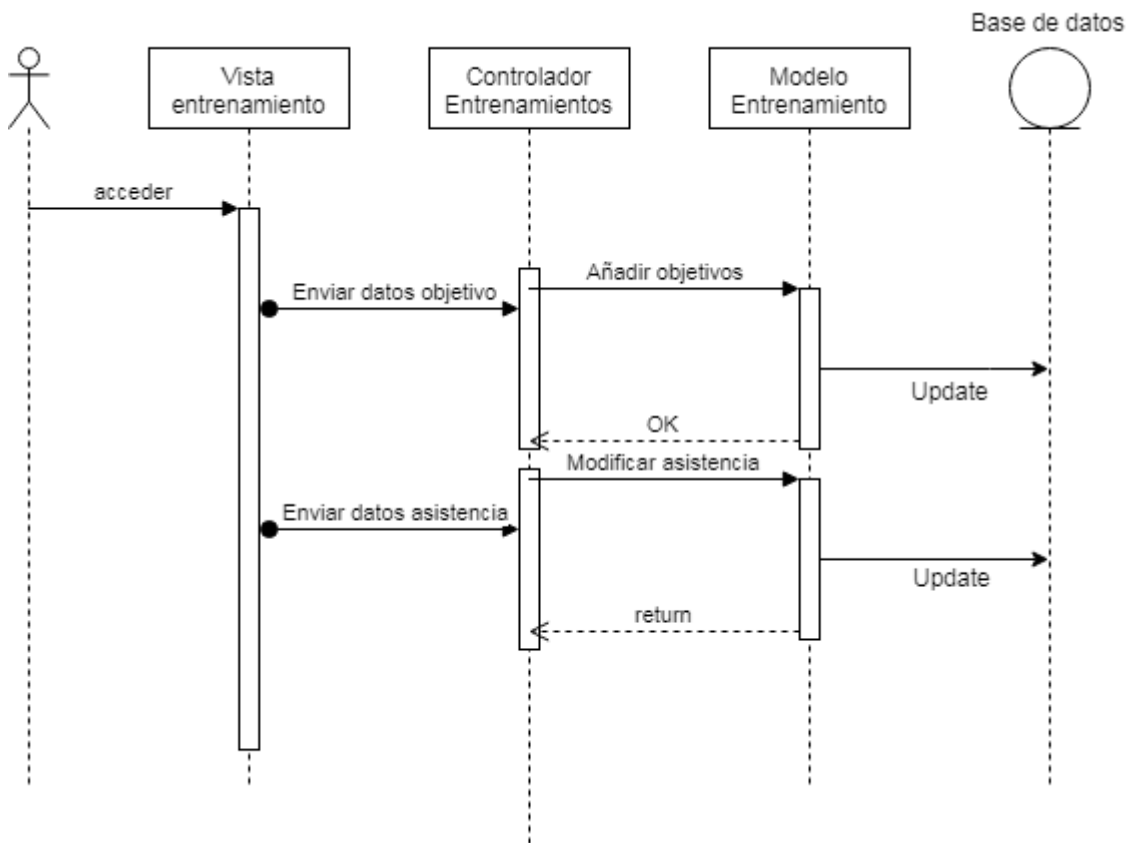 Base de datos
Vista
entrenamiento
Controlador
Entrenamientos
Modelo
Entrenamiento
acceder
Añadir objetivos
Enviar datos objetivo
Update
OK
Modificar asistencia
Enviar datos asistencia
Update
return